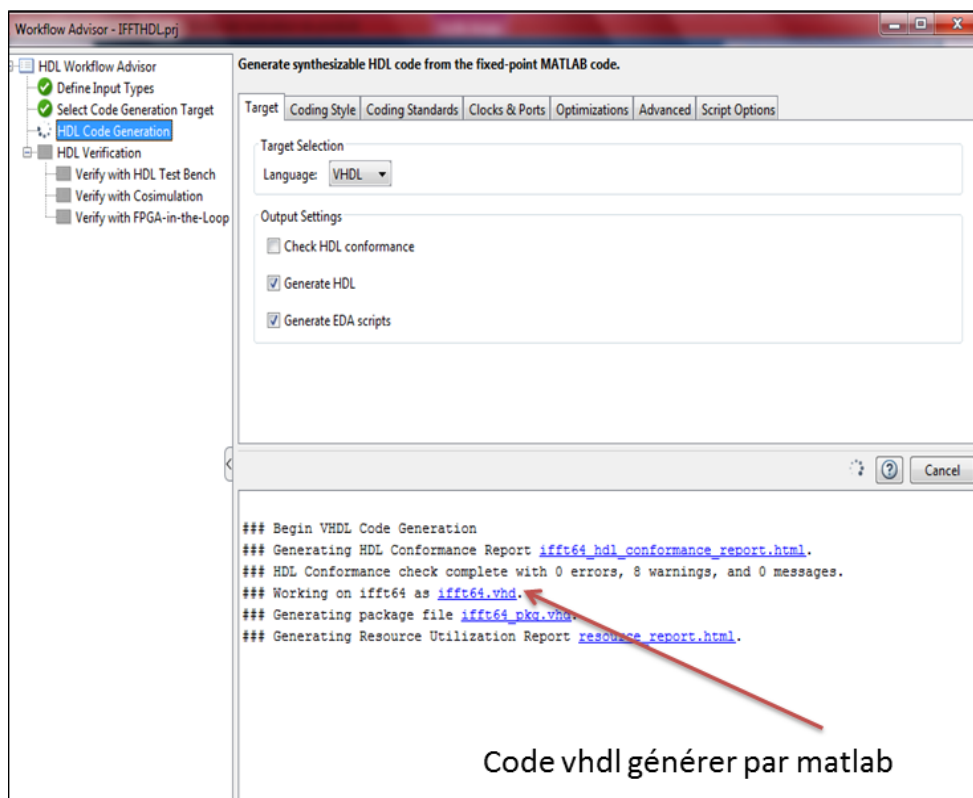 Workflow Advisor - IFFTHDL.prj
HDL Workflow Advisor
Define Input Types
Select Code Generation Target
HDL Code Generation
HDL Verification
Verify with HDL Test Bench
Verify with Cosimulation
Verify with FPGA-in-the-Loop
Generate synthesizable HDL code from the fixed-point MATLAB code.
Target Coding Style Coding Standards Clocks & Ports Optimizations Advanced Script Options
Target Selection
Language: VHDL
Output Settings
Check HDL conformance
Generate HDL
Generate EDA scripts
Cancel
### Begin VHDL Code Generation
### Generating HDL Conformance Report ifft64_hdl_conformance_report.html.
### HDL Conformance check complete with 0 errors, 8 warnings, and 0 messages.
### Working on ifft64 as ifft64.vhd.
### Generating package file ifft64_pkg.vhd.
### Generating Resource Utilization Report resource_report.html.
Code vhdl générer par matlab